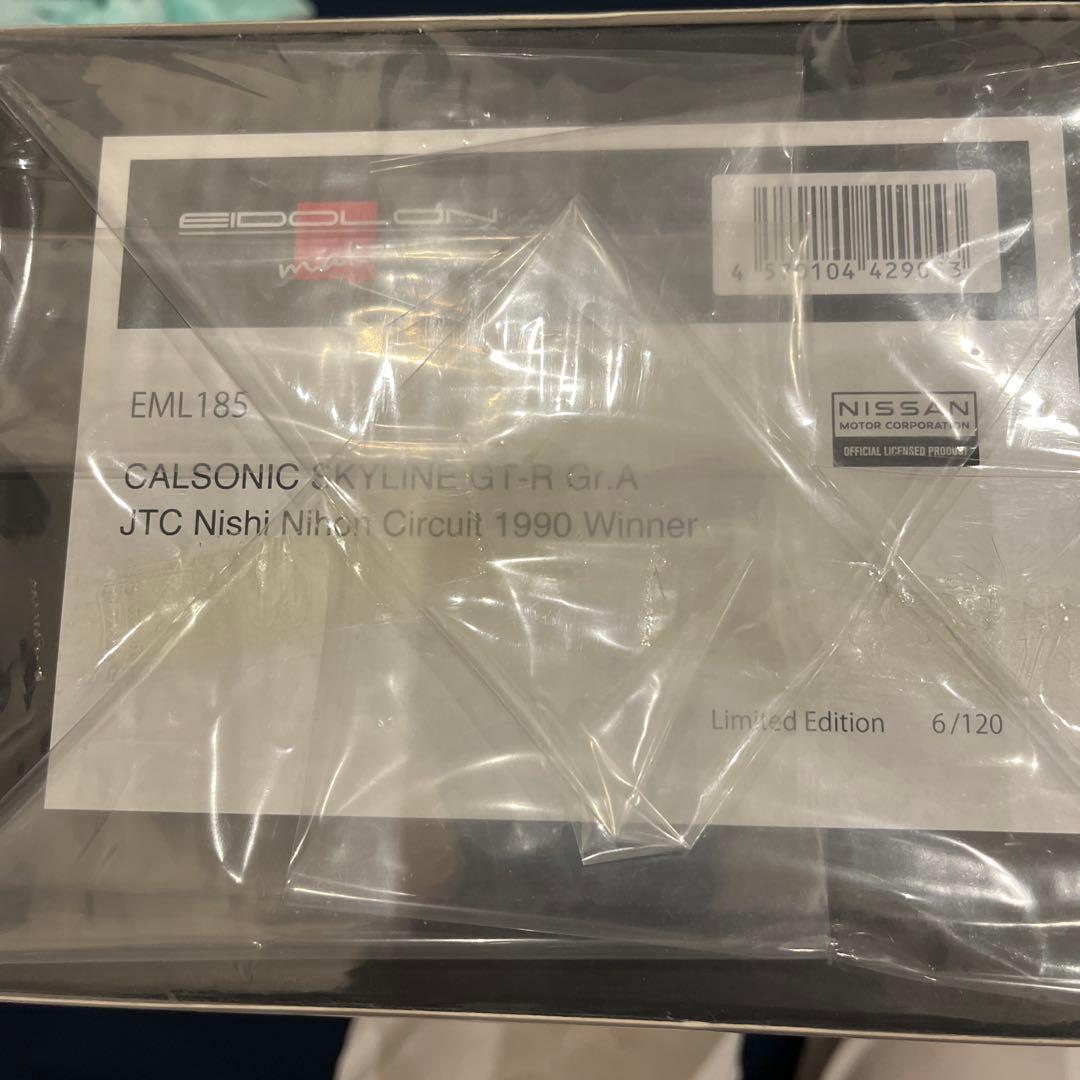 EIDOLON
EML185
NISSAN
MOTOR CORPORATION
OFFICIAL LICENSED PRODUCT
CALSONIC SKYLINE GT-R Gr.A
JTC Nishi Nihon Circuit 1990 Winner
Limited Edition 6/120